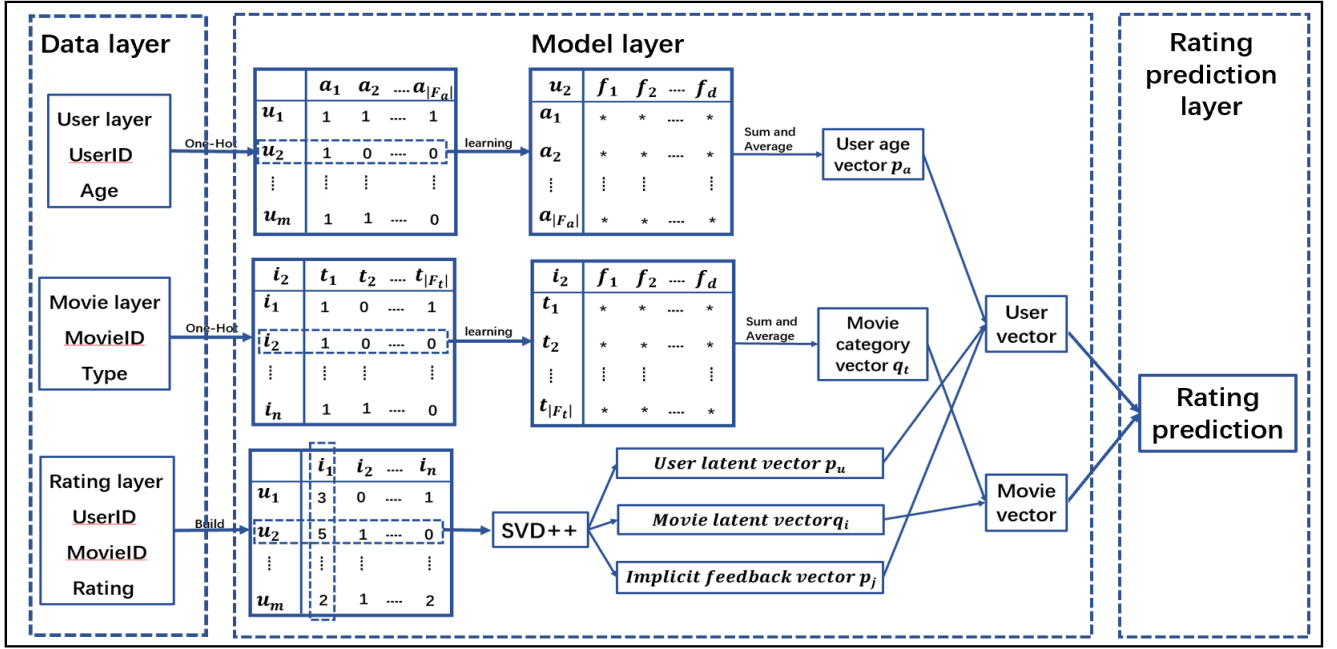 Data layer
Model layer
Rating
prediction
layer
User layer
UserID
Age
One-Hot
a₁ a₂ .... a|Fₐ|
u₁ 1 1 .... 1
u₂ 1 0 .... 0
⋮ ⋮ ⋮ ⋮
uₘ 1 1 .... 0
learning
u₂ f₁ f₂ .... f_d
a₁ * * .... *
a₂ * * .... *
⋮ ⋮ ⋮ ⋮
a|Fₐ| * * .... *
Sum and
Average
User age
vector pₐ
Movie layer
MovieID
Type
One-Hot
i₂ t₁ t₂ .... t|Fₜ|
i₁ 1 0 .... 1
i₂ 1 0 .... 0
⋮ ⋮ ⋮ ⋮
iₙ 1 1 .... 0
learning
i₂ f₁ f₂ .... f_d
t₁ * * .... *
t₂ * * .... *
⋮ ⋮ ⋮ ⋮
t|Fₜ| * * .... *
Sum and
Average
Movie
category
vector qₜ
User
vector
Rating
prediction
Rating layer
UserID
MovieID
Rating
Build
i₁ i₂ .... iₙ
u₁ 3 0 .... 1
u₂ 5 1 .... 0
⋮ ⋮ ⋮ ⋮
uₘ 2 1 .... 2
SVD++
User latent vector pᵤ
Movie latent vectorqᵢ
Implicit feedback vector pⱼ
Movie
vector